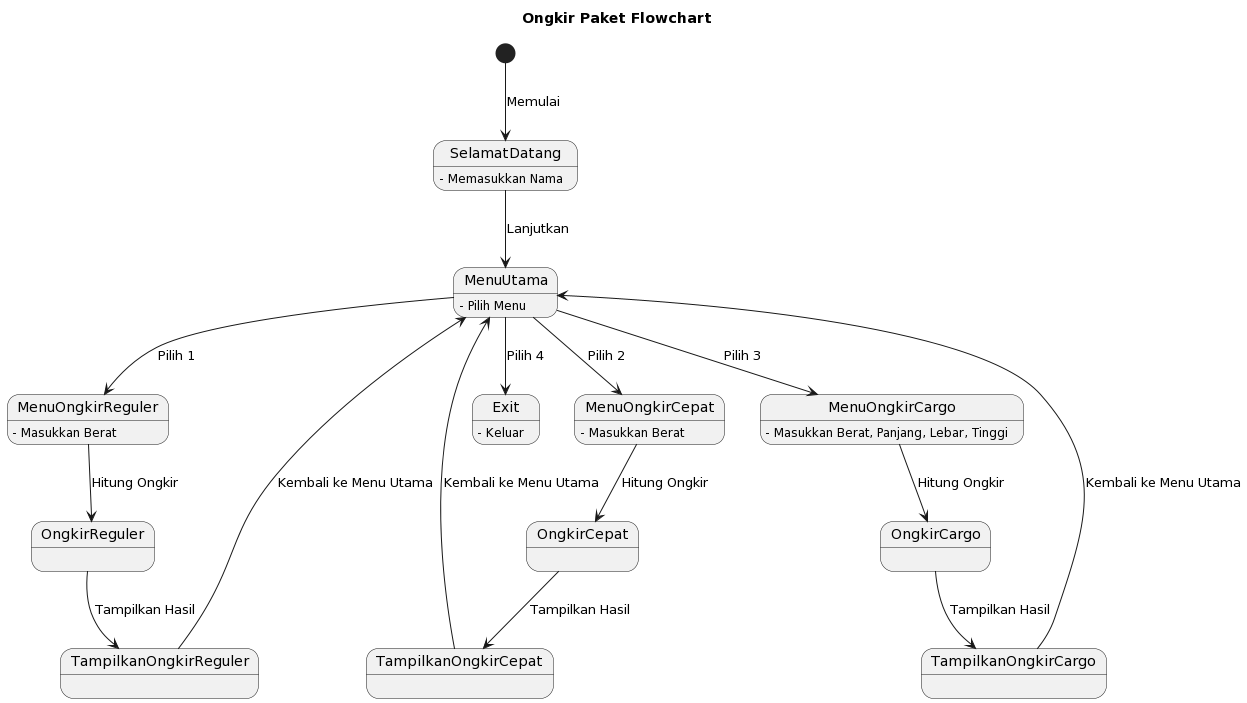 Ongkir Paket Flowchart
Memulai
SelamatDatang
- Memasukkan Nama
Lanjutkan
MenuUtama
- Pilih Menu
Pilih 1
Pilih 4
Pilih 2
Pilih 3
MenuOngkirReguler
- Masukkan Berat
Exit
- Keluar
MenuOngkirCepat
- Masukkan Berat
MenuOngkirCargo
- Masukkan Berat, Panjang, Lebar, Tinggi
Hitung Ongkir
Kembali ke Menu Utama
Kembali ke Menu Utama
Hitung Ongkir
Hitung Ongkir
Kembali ke Menu Utama
OngkirReguler
OngkirCepat
OngkirCargo
Tampilkan Hasil
Tampilkan Hasil
Tampilkan Hasil
TampilkanOngkirReguler
TampilkanOngkirCepat
TampilkanOngkirCargo